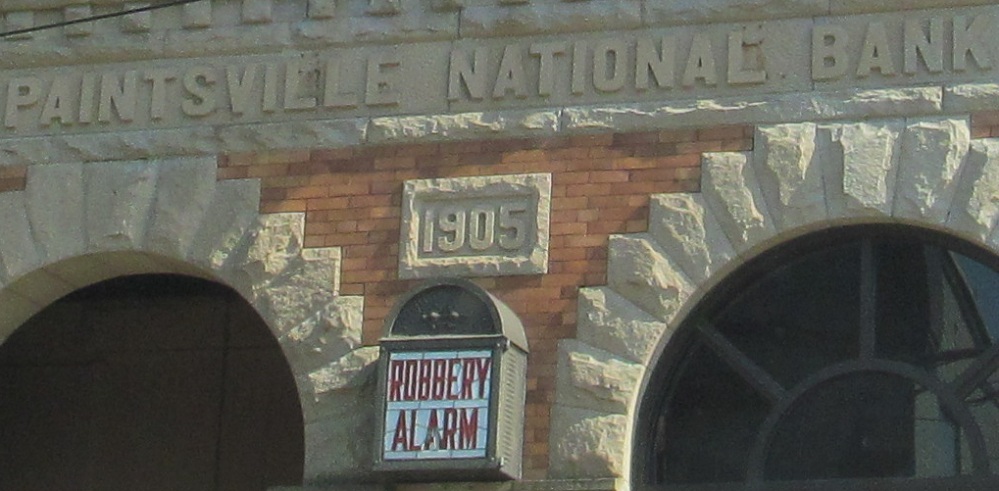 PAINTSVILLE NATIONAL BANK
1905
ROBBERY
ALARM